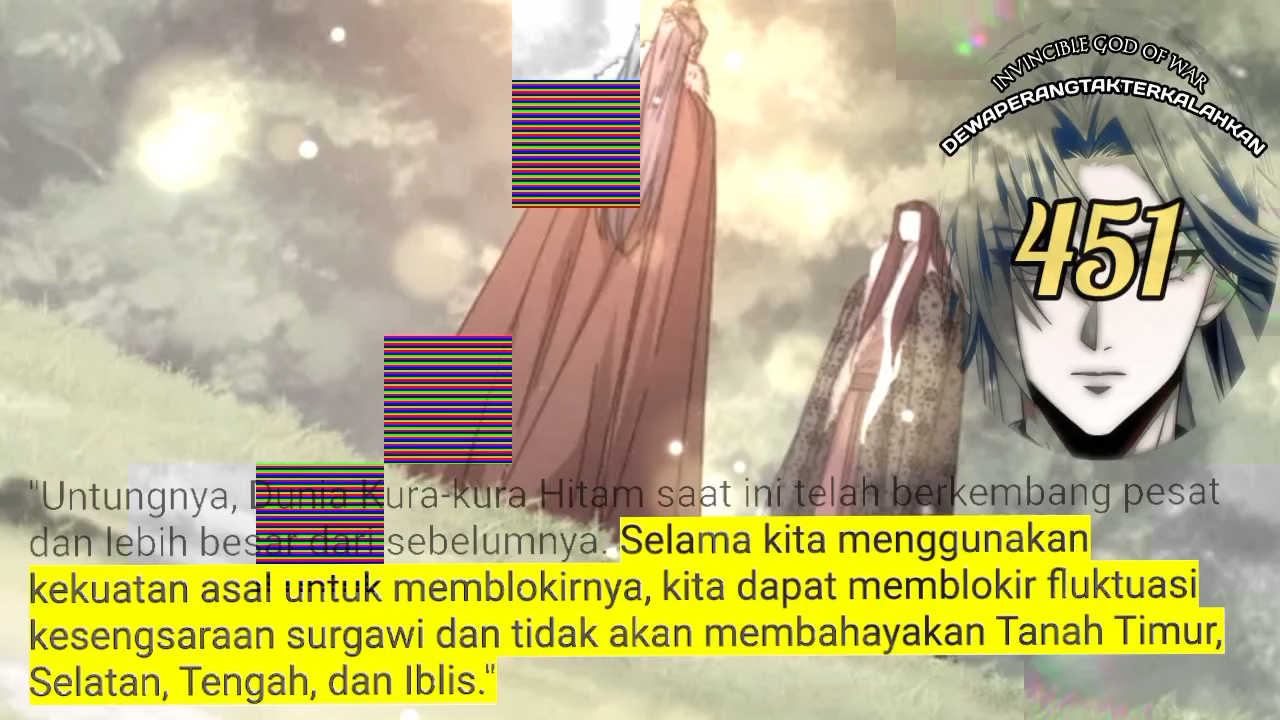 INVINCIBLE GOD OF WAR
DEWAPERANGTAKTERKALAHKAN
451
"Untungnya, Dunia Kura-kura Hitam saat ini telah berkembang pesat
dan lebih besar dari sebelumnya. Selama kita menggunakan
kekuatan asal untuk memblokirnya, kita dapat memblokir fluktuasi
kesengsaraan surgawi dan tidak akan membahayakan Tanah Timur,
Selatan, Tengah, dan Iblis."